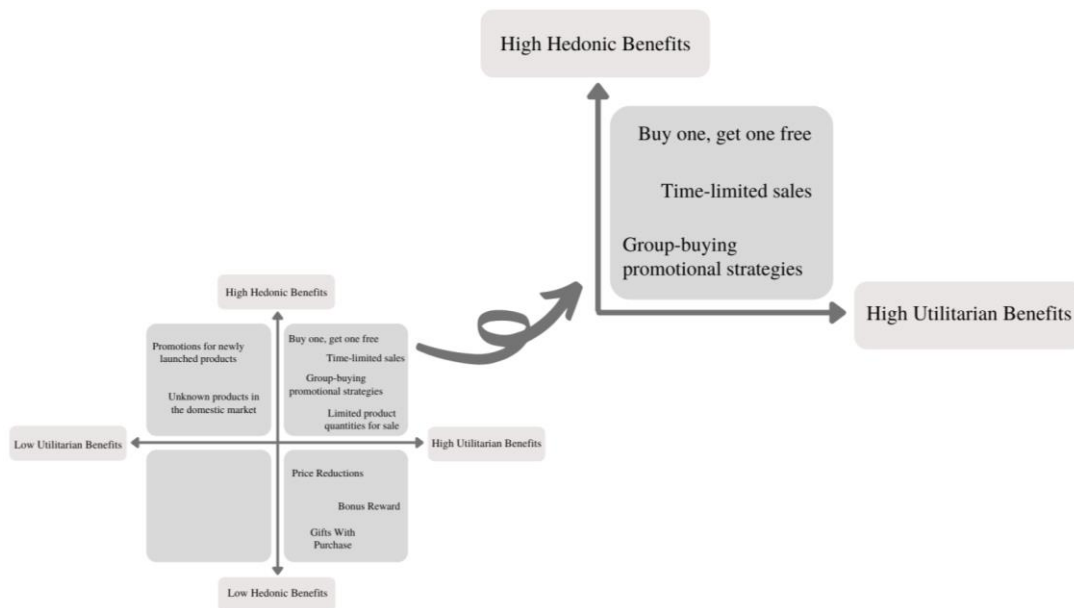 High Hedonic Benefits
Buy one, get one free
Time-limited sales
Group-buying
promotional strategies
High Utilitarian Benefits
High Hedonic Benefits
Promotions for newly
launched products
Unknown products in
the domestic market
Buy one, get one free
Time-limited sales
Group-buying
promotional strategies
Limited product
quantities for sale
Low Utilitarian Benefits
High Utilitarian Benefits
Price Reductions
Bonus Reward
Gifts With
Purchase
Low Hedonic Benefits